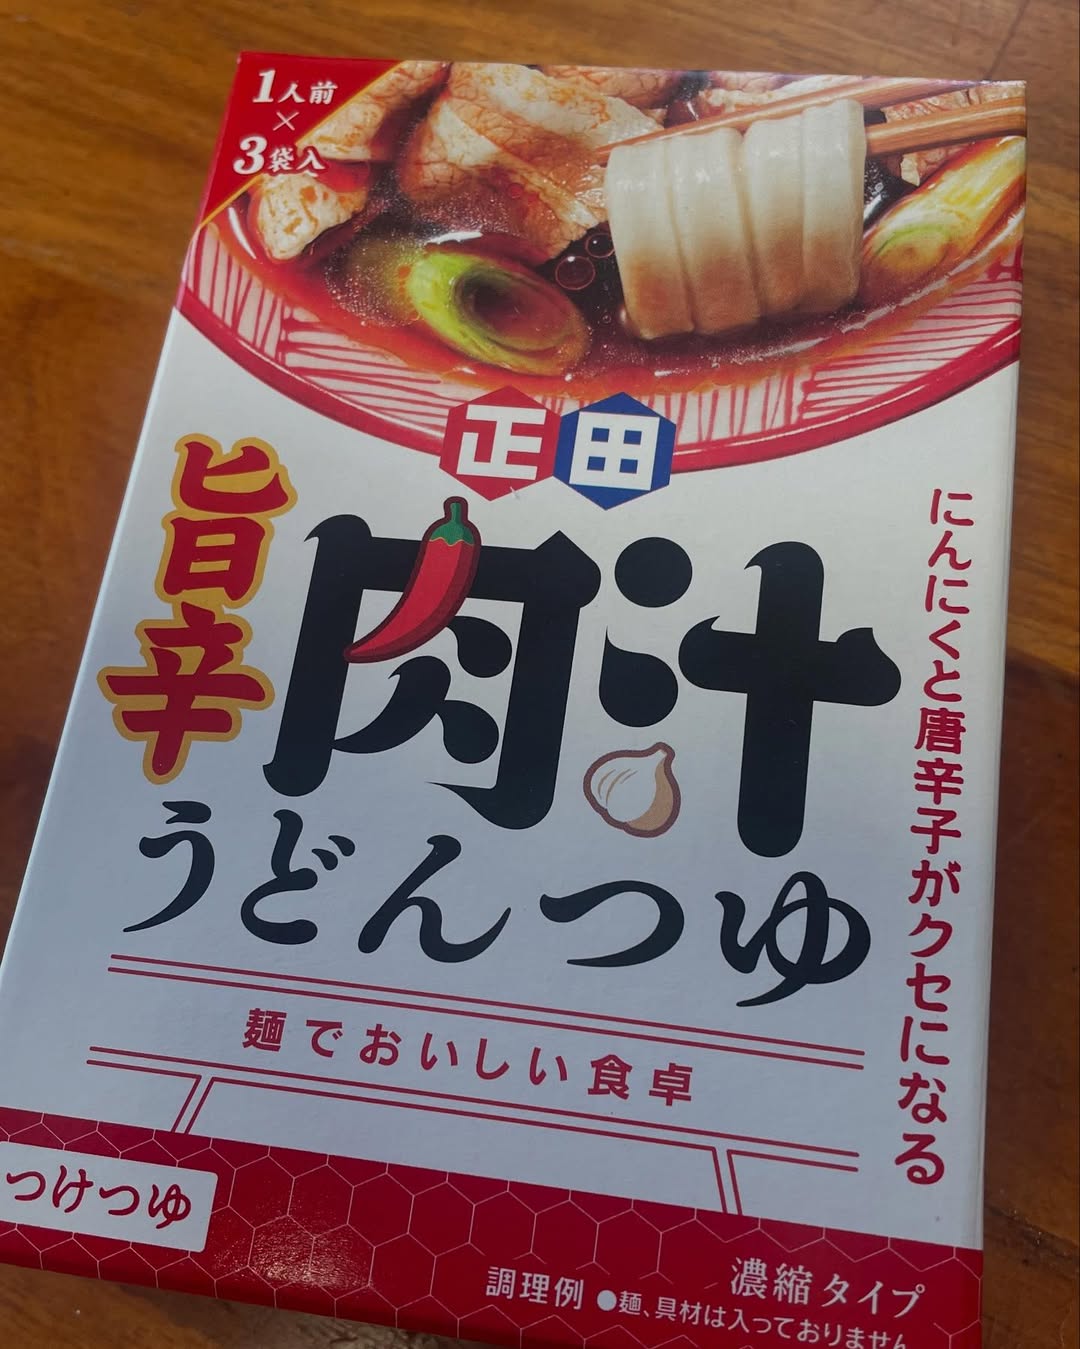 1人前
×
3袋入
正田
旨辛
肉汁
うどんつゆ
にんにくと唐辛子がクセになる
麺でおいしい食卓
つけつゆ
濃縮タイプ
調理例 ●麺、具材は入っておりません